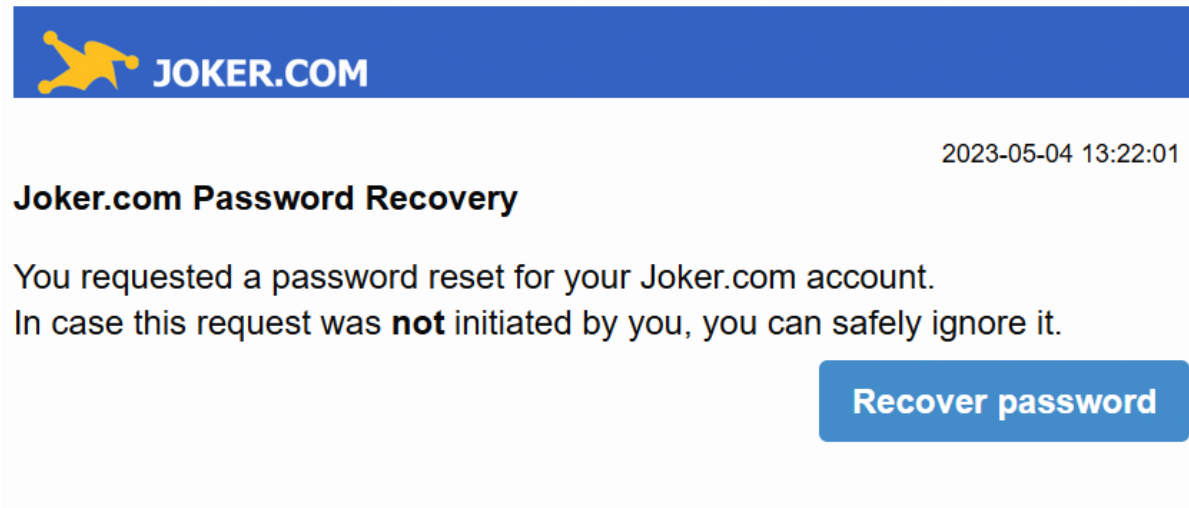 JOKER.COM
2023-05-04 13:22:01
Joker.com Password Recovery
You requested a password reset for your Joker.com account.
In case this request was not initiated by you, you can safely ignore it.
Recover password